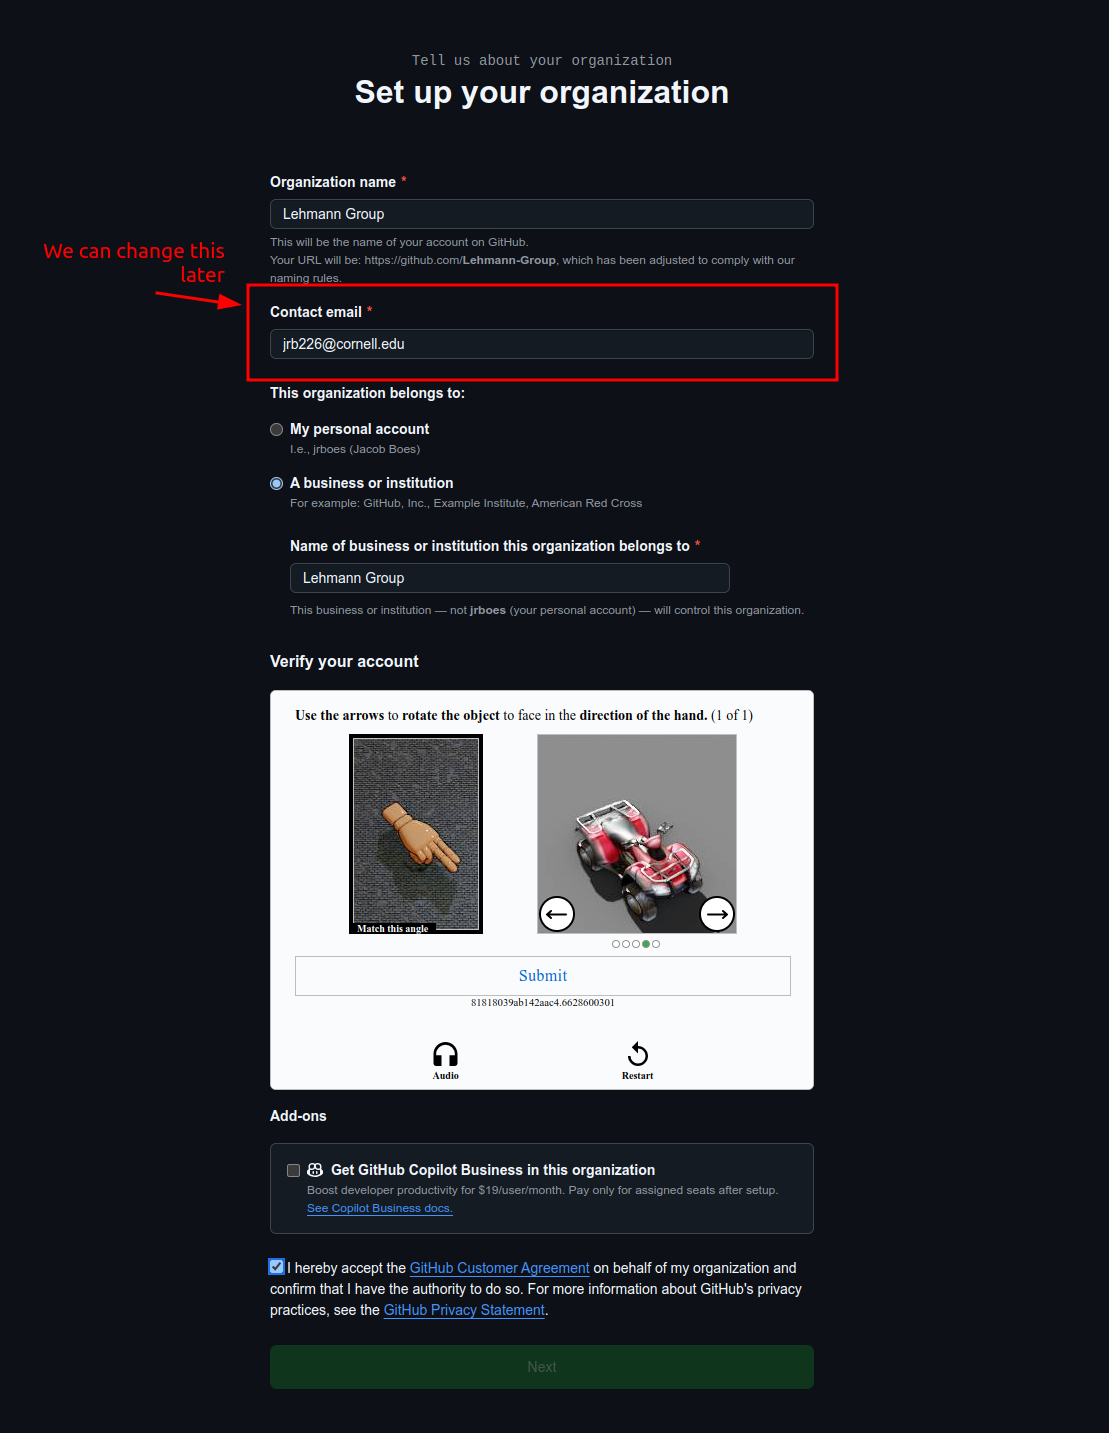 Tell us about your organization
Set up your organization
Organization name *
Lehmann Group
This will be the name of your account on GitHub.
Your URL will be: https://github.com/Lehmann-Group, which has been adjusted to comply with our
naming rules.
We can change this
later
Contact email *
jrb226@cornell.edu
This organization belongs to:
My personal account
I.e., jrboes (Jacob Boes)
A business or institution
For example: GitHub, Inc., Example Institute, American Red Cross
Name of business or institution this organization belongs to *
Lehmann Group
This business or institution — not jrboes (your personal account) — will control this organization.
Verify your account
Use the arrows to rotate the object to face in the direction of the hand. (1 of 1)
Match this angle
Submit
81818039ab142aac4.6628600301
Audio
Restart
Add-ons
Get GitHub Copilot Business in this organization
Boost developer productivity for $19/user/month. Pay only for assigned seats after setup.
See Copilot Business docs.
I hereby accept the GitHub Customer Agreement on behalf of my organization and
confirm that I have the authority to do so. For more information about GitHub's privacy
practices, see the GitHub Privacy Statement.
Next